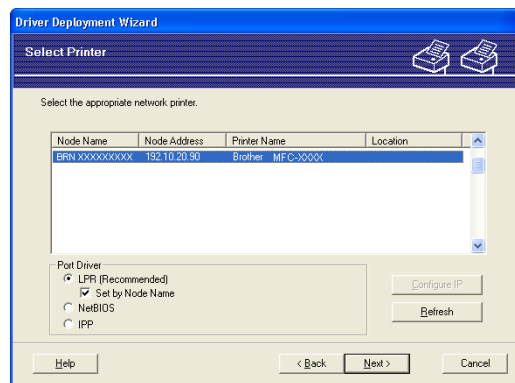 Driver Deployment Wizard
Select Printer
Select the appropriate network printer.
Node Name Node Address Printer Name Location
BRN XXXXXXXXX 192.10.20.90 Brother MFC-XXXX
Port Driver
LPR (Recommended)
Set by Node Name
NetBIOS
IPP
Configure IP
Refresh
Help < Back Next > Cancel